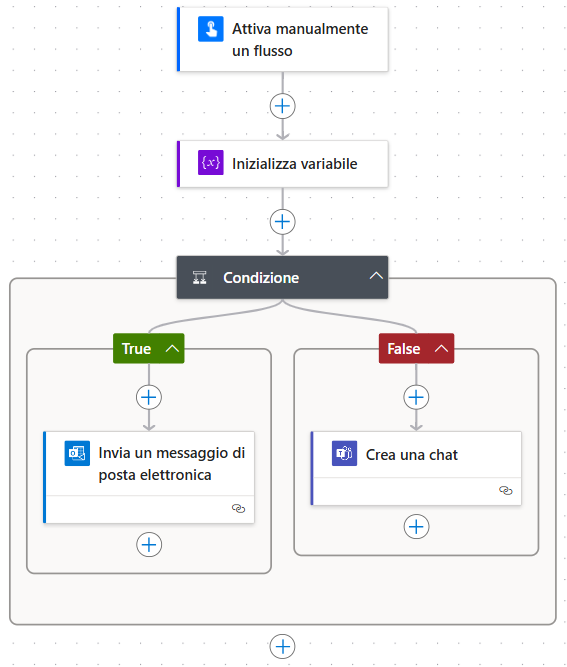 Attiva manualmente
un flusso
{x}
Inizializza variabile
Condizione
True
False
Invia un messaggio di
posta elettronica
Crea una chat